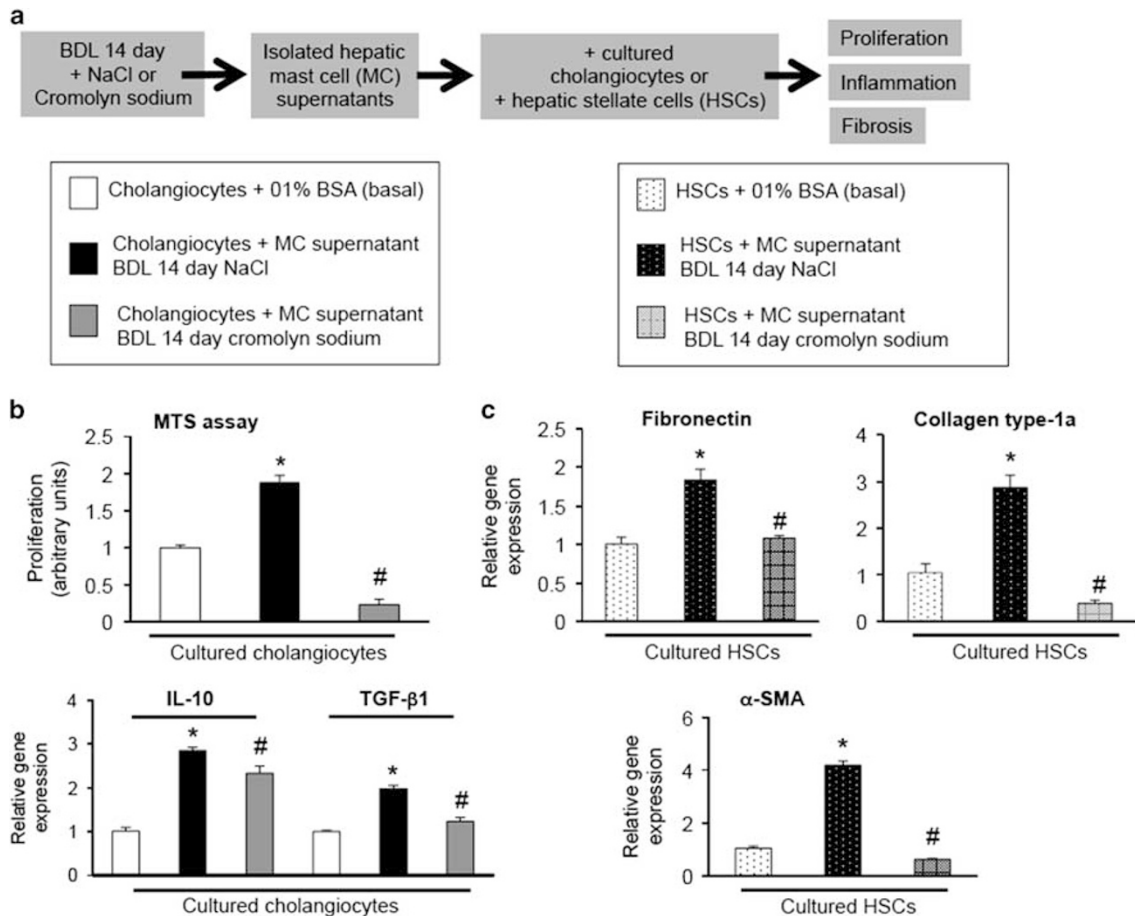 a
BDL 14 day
+ NaCl or
Cromolyn sodium
Isolated hepatic
mast cell (MC)
supernatants
+ cultured
cholangiocytes or
+ hepatic stellate cells (HSCs)
Proliferation
Inflammation
Fibrosis
Cholangiocytes + 01% BSA (basal)
Cholangiocytes + MC supernatant
BDL 14 day NaCl
Cholangiocytes + MC supernatant
BDL 14 day cromolyn sodium
HSCs + 01% BSA (basal)
HSCs + MC supernatant
BDL 14 day NaCl
HSCs + MC supernatant
BDL 14 day cromolyn sodium
b
MTS assay
Proliferation
(arbitrary units)
2.5
2
1.5
1
0.5
0
*
#
Cultured cholangiocytes
IL-10
TGF-β1
Relative gene
expression
4
3
2
1
0
*
#
*
#
Cultured cholangiocytes
c
Fibronectin
Relative gene
expression
2.5
2
1.5
1
0.5
0
*
#
Cultured HSCs
Collagen type-1a
4
3
2
1
0
*
#
Cultured HSCs
α-SMA
Relative gene
expression
6
4
2
0
*
#
Cultured HSCs